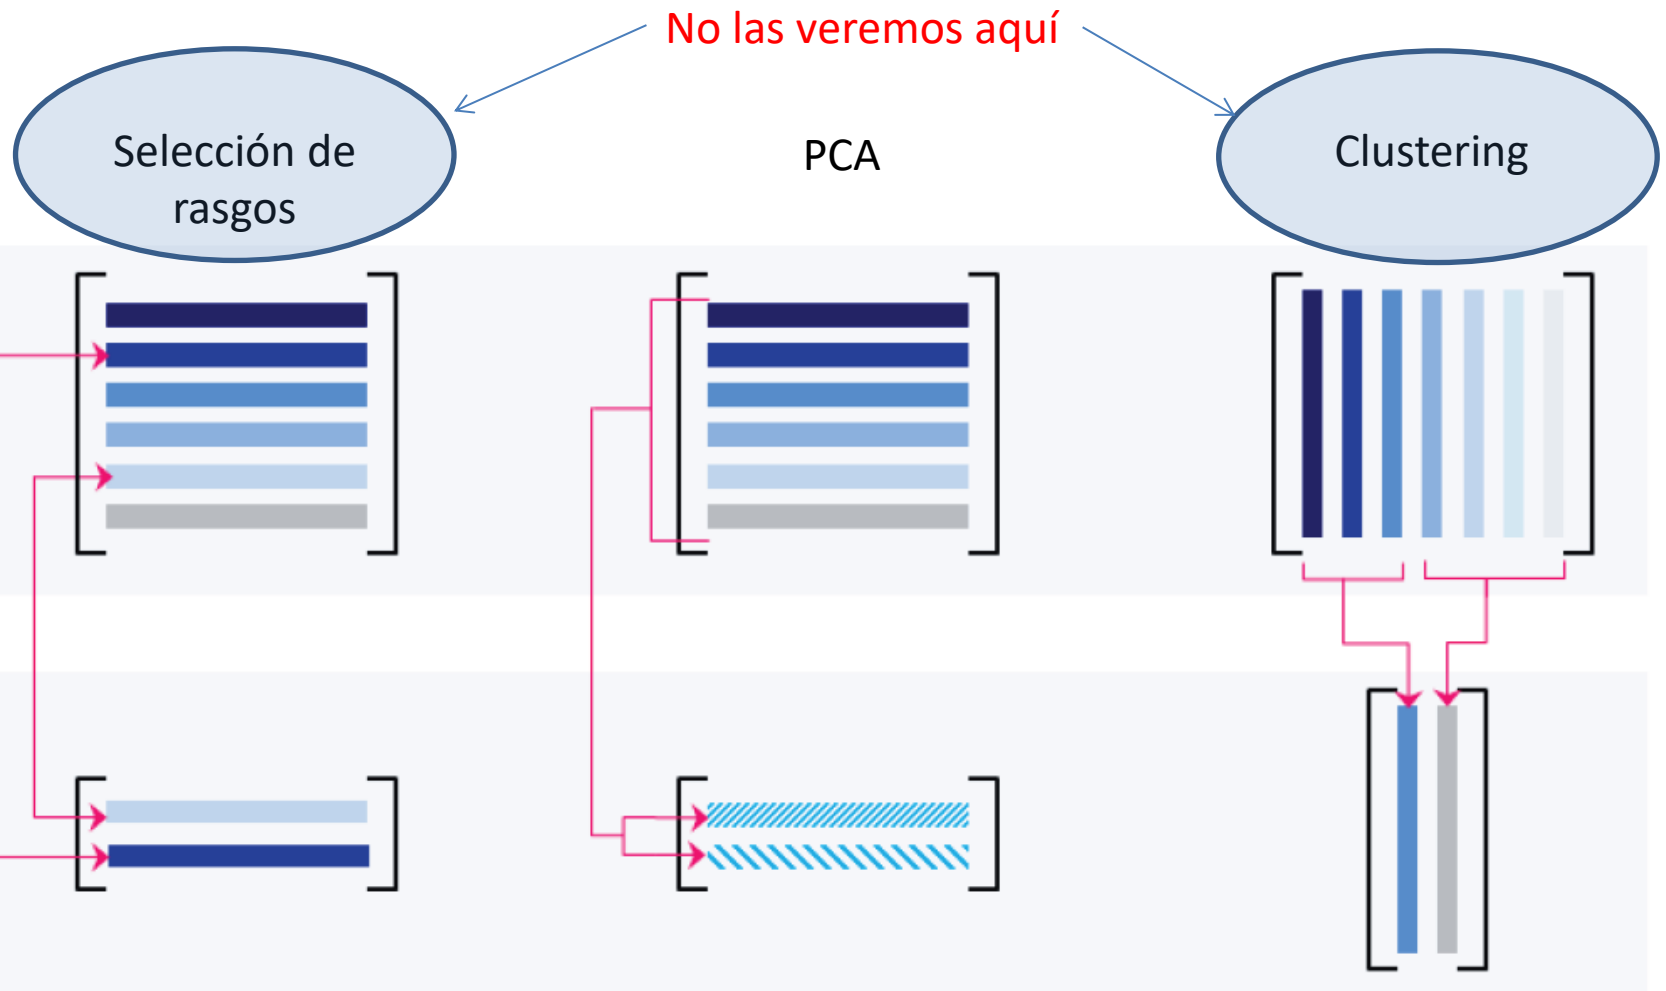 No las veremos aquí
Selección de
rasgos
PCA
Clustering